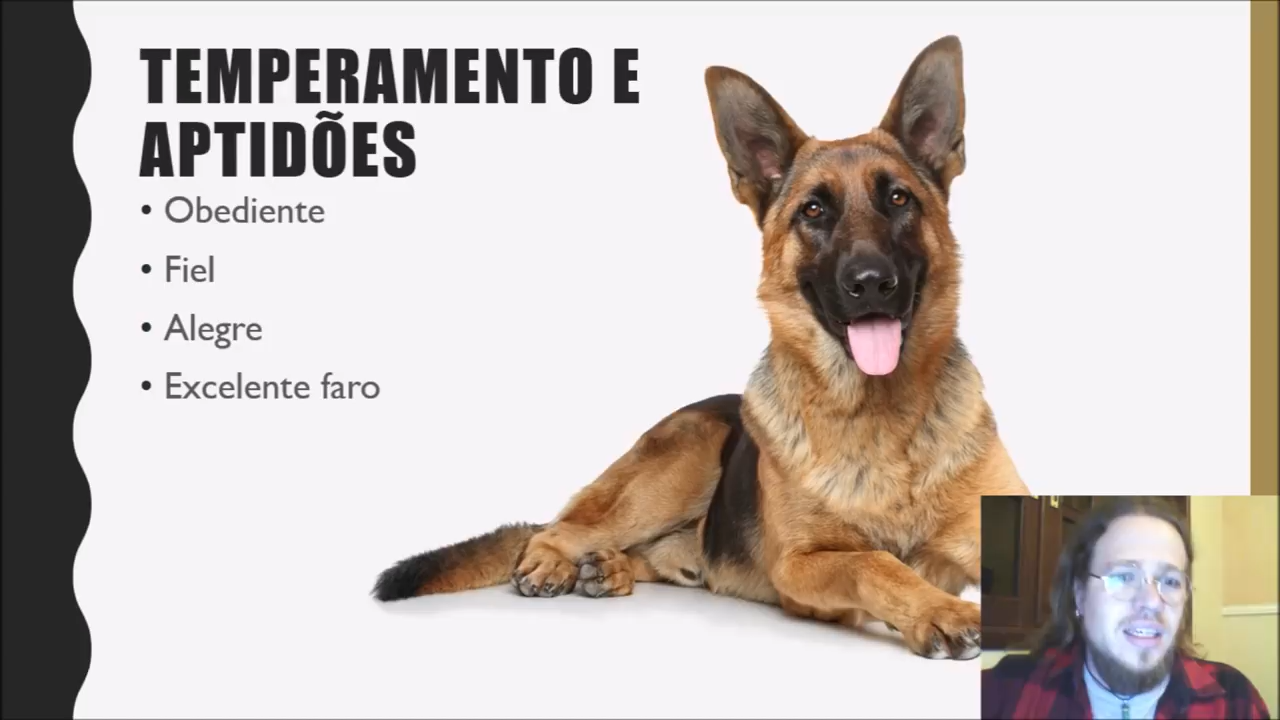 TEMPERAMENTO E
APTIDÕES
• Obediente
• Fiel
• Alegre
• Excelente faro